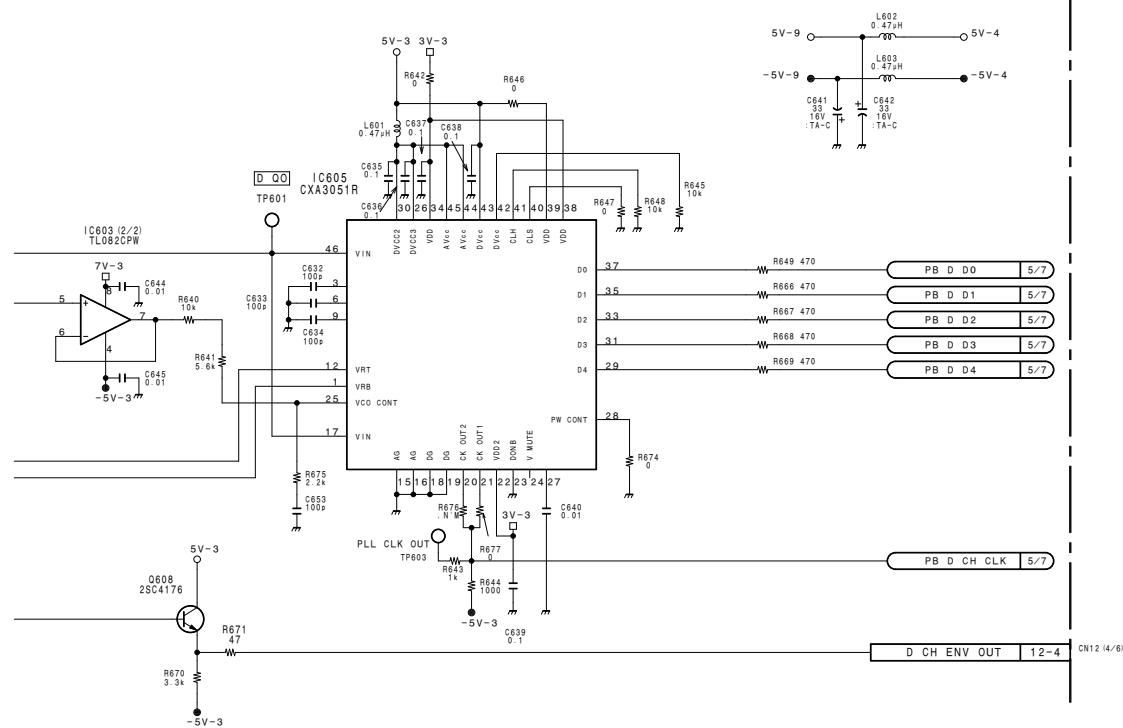 L602
0.47μH
5V-9
5V-4
L603
0.47μH
-5V-9
-5V-4
C641
33
16V
:TA-C
C642
33
16V
:TA-C
5V-3
3V-3
R642
0
R646
0
L601
0.47μH
C637
0.1
C638
0.1
C635
0.1
C636
0.1
D QO
TP601
IC605
CXA3051R
R645
10k
R647
0
R648
10k
30
26
34
45
44
43
42
41
40
39
38
DVCC2
DVCC3
VDD
AVcc
AVcc
DVcc
DVcc
CLH
CLS
VDD
VDD
IC603 (2/2)
TL082CPW
7V-3
8
C644
0.01
5
+
6
-
7
4
R640
10k
R641
5.6k
C645
0.01
-5V-3
46
VIN
C632
100p
3
C633
100p
6
9
C634
100p
12
VRT
1
VRB
25
VCO CONT
17
VIN
D0
37
R649 470
PB D D0
5/7
D1
35
R666 470
PB D D1
5/7
D2
33
R667 470
PB D D2
5/7
D3
31
R668 470
PB D D3
5/7
D4
29
R669 470
PB D D4
5/7
PW CONT
28
R674
0
AG
AG
DG
DG
CK OUT2
CK OUT1
VDD2
DONB
V MUTE
15
16
18
19
20
21
22
23
24
27
R675
2.2k
C653
100p
R676
:N'M
R677
0
3V-3
C640
0.01
PLL CLK OUT
TP603
R643
1k
R644
1000
-5V-3
C639
0.1
PB D CH CLK
5/7
5V-3
Q608
2SC4176
R671
47
R670
3.3k
-5V-3
D CH ENV OUT
12-4
CN12 (4/6)